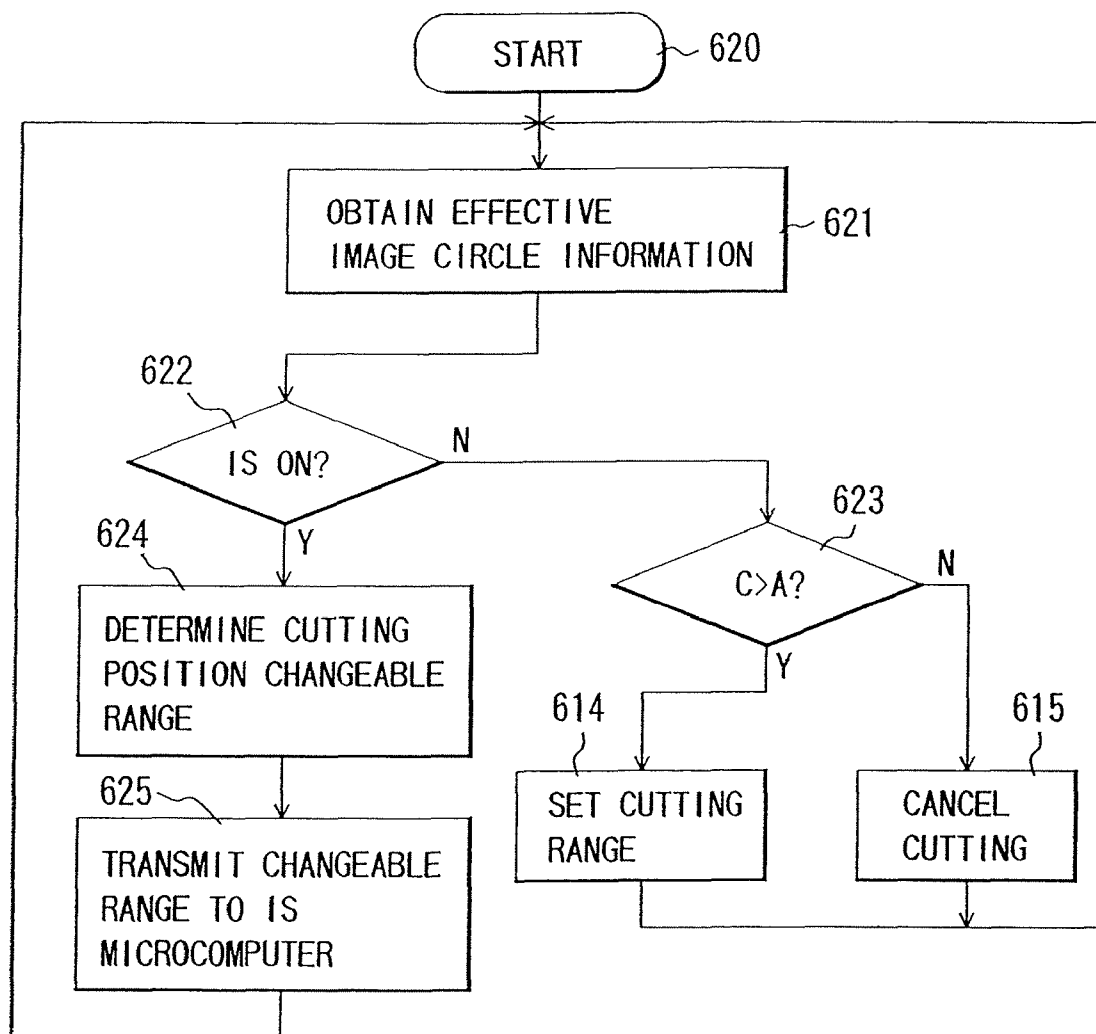 START
620
OBTAIN EFFECTIVE
IMAGE CIRCLE INFORMATION
621
622
IS ON?
N
Y
623
C>A?
N
Y
624
DETERMINE CUTTING
POSITION CHANGEABLE
RANGE
614
SET CUTTING
RANGE
615
CANCEL
CUTTING
625
TRANSMIT CHANGEABLE
RANGE TO IS
MICROCOMPUTER